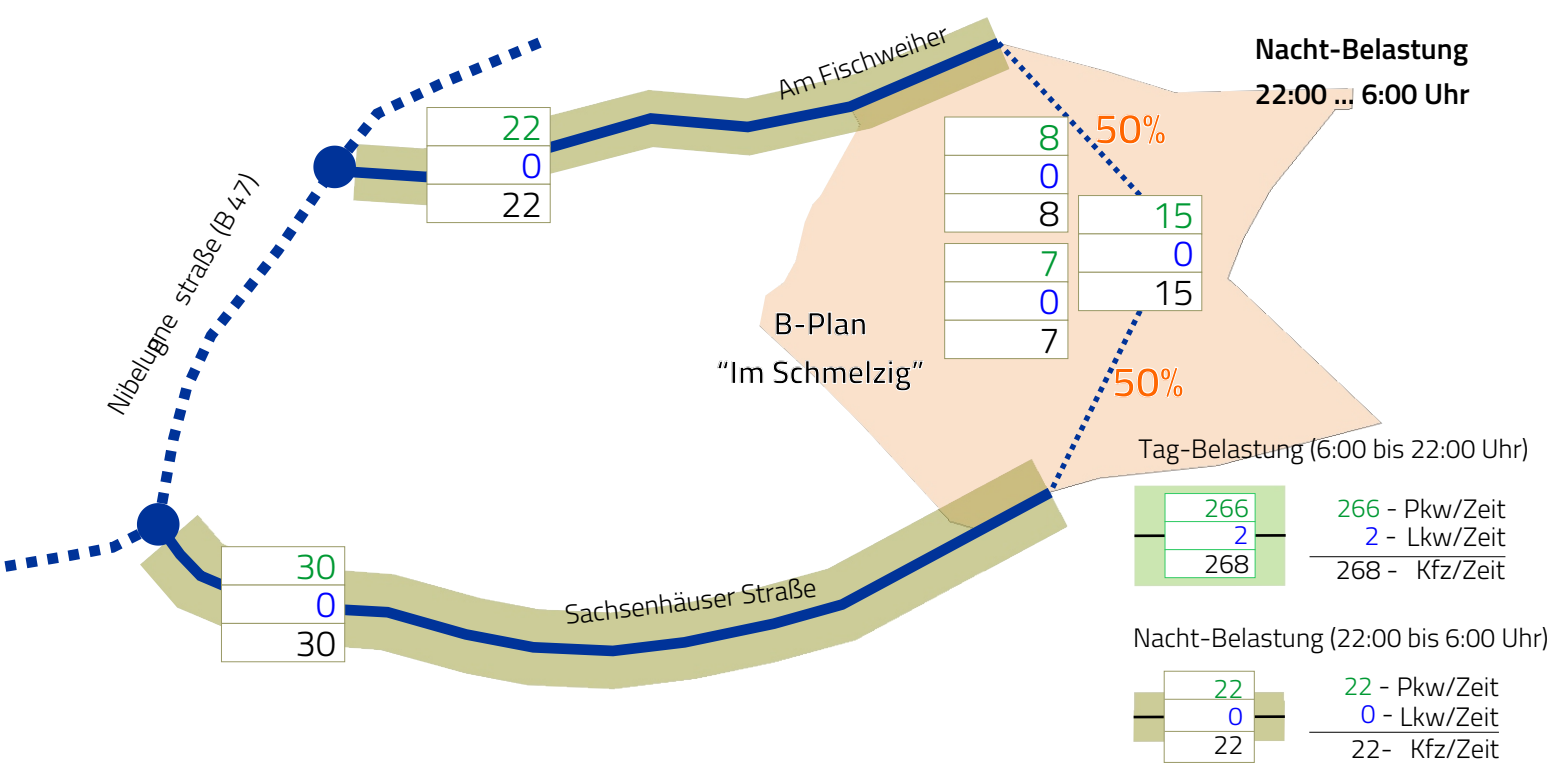 Nacht-Belastung
22:00 ... 6:00 Uhr
Am Fischweiher
22
0
22
50%
8
0
8
15
0
15
7
0
7
Nibelugne straße (B 47)
B-Plan
“Im Schmelzig”
50%
Tag-Belastung (6:00 bis 22:00 Uhr)
266
2
268
266 - Pkw/Zeit
2 - Lkw/Zeit
268 - Kfz/Zeit
30
0
30
Sachsenhäuser Straße
Nacht-Belastung (22:00 bis 6:00 Uhr)
22
0
22
22 - Pkw/Zeit
0 - Lkw/Zeit
22- Kfz/Zeit